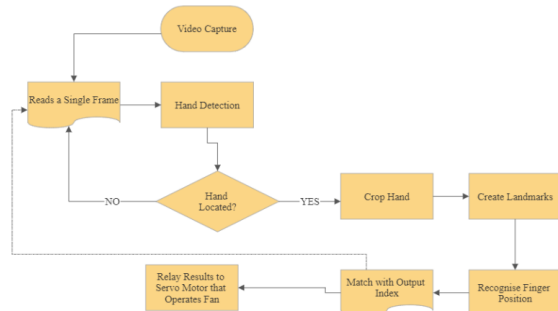 Video Capture
Reads a Single Frame
Hand Detection
Hand
Located?
NO
YES
Crop Hand
Create Landmarks
Relay Results to
Servo Motor that
Operates Fan
Match with Output
Index
Recognise Finger
Position